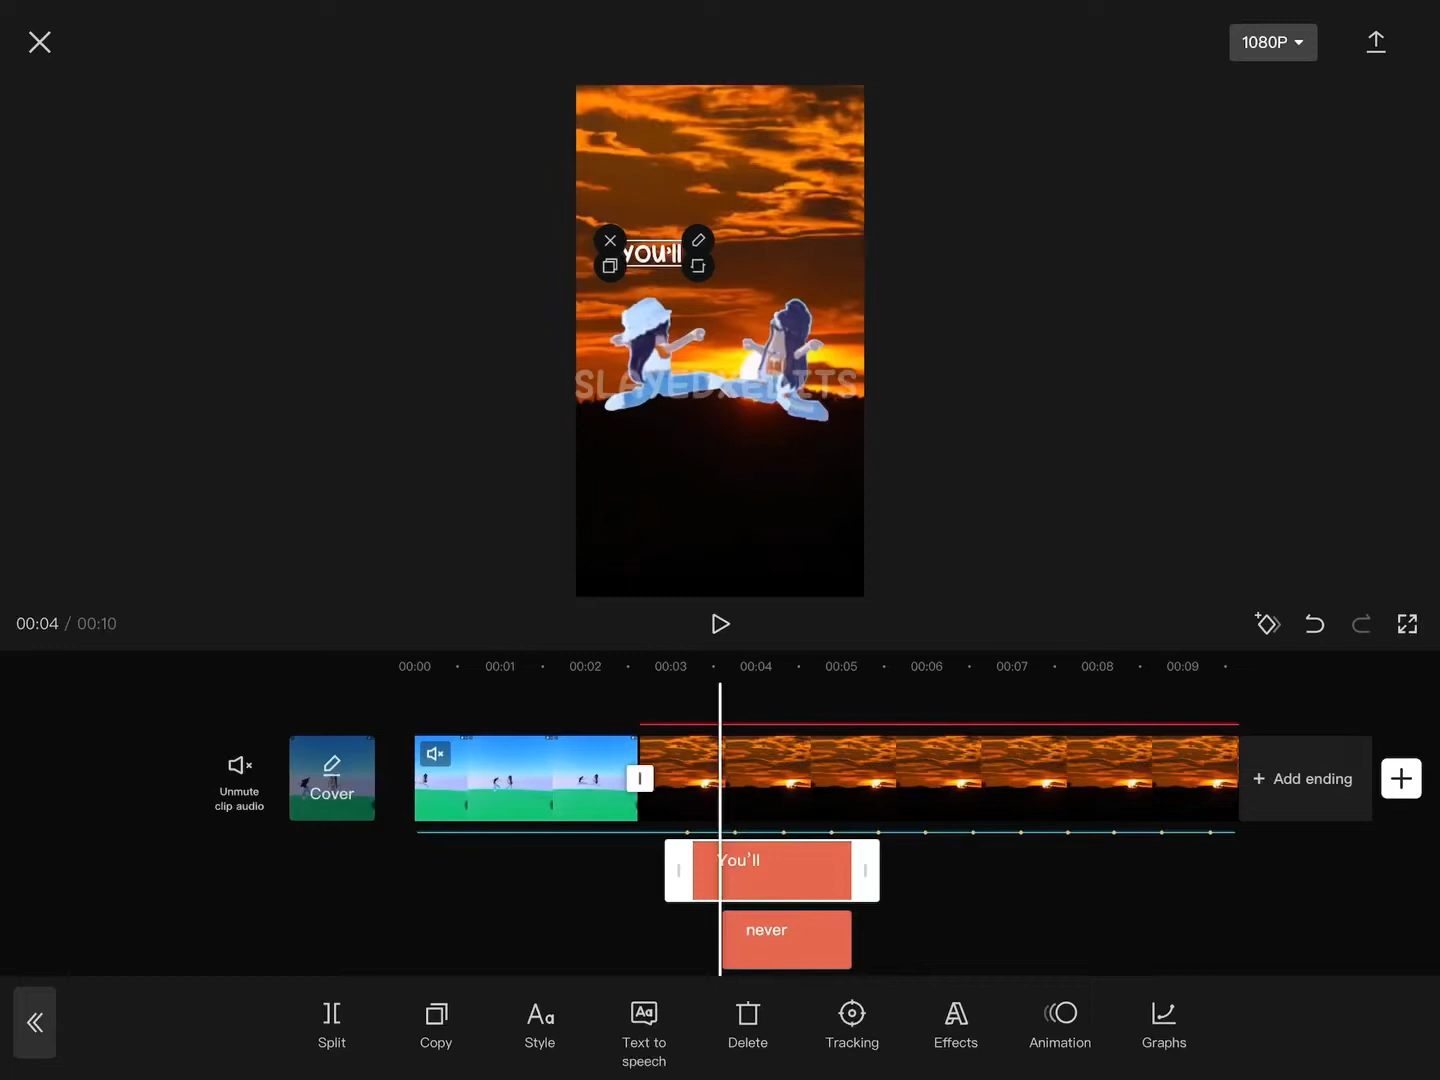 1080P
you'll
SLAYEDXEDITS
00:04 / 00:10
00:00 00:01 00:02 00:03 00:04 00:05 00:06 00:07 00:08 00:09
Unmute
clip audio
Cover
+ Add ending
You'll
never
Split
Copy
Style
Text to
speech
Delete
Tracking
Effects
Animation
Graphs